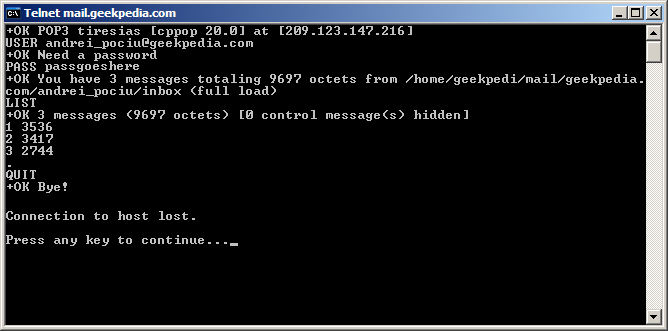 Telnet mail.geekpedia.com
+OK POP3 tiresias [cppop 20.0] at [209.123.147.216]
USER andrei_pociu@geekpedia.com
+OK Need a password
PASS passgoeshere
+OK You have 3 messages totaling 9697 octets from /home/geekpedi/mail/geekpedia.
com/andrei_pociu/inbox (full load)
LIST
+OK 3 messages (9697 octets) [0 control message(s) hidden]
1 3536
2 3417
3 2744
.
QUIT
+OK Bye!
Connection to host lost.
Press any key to continue...